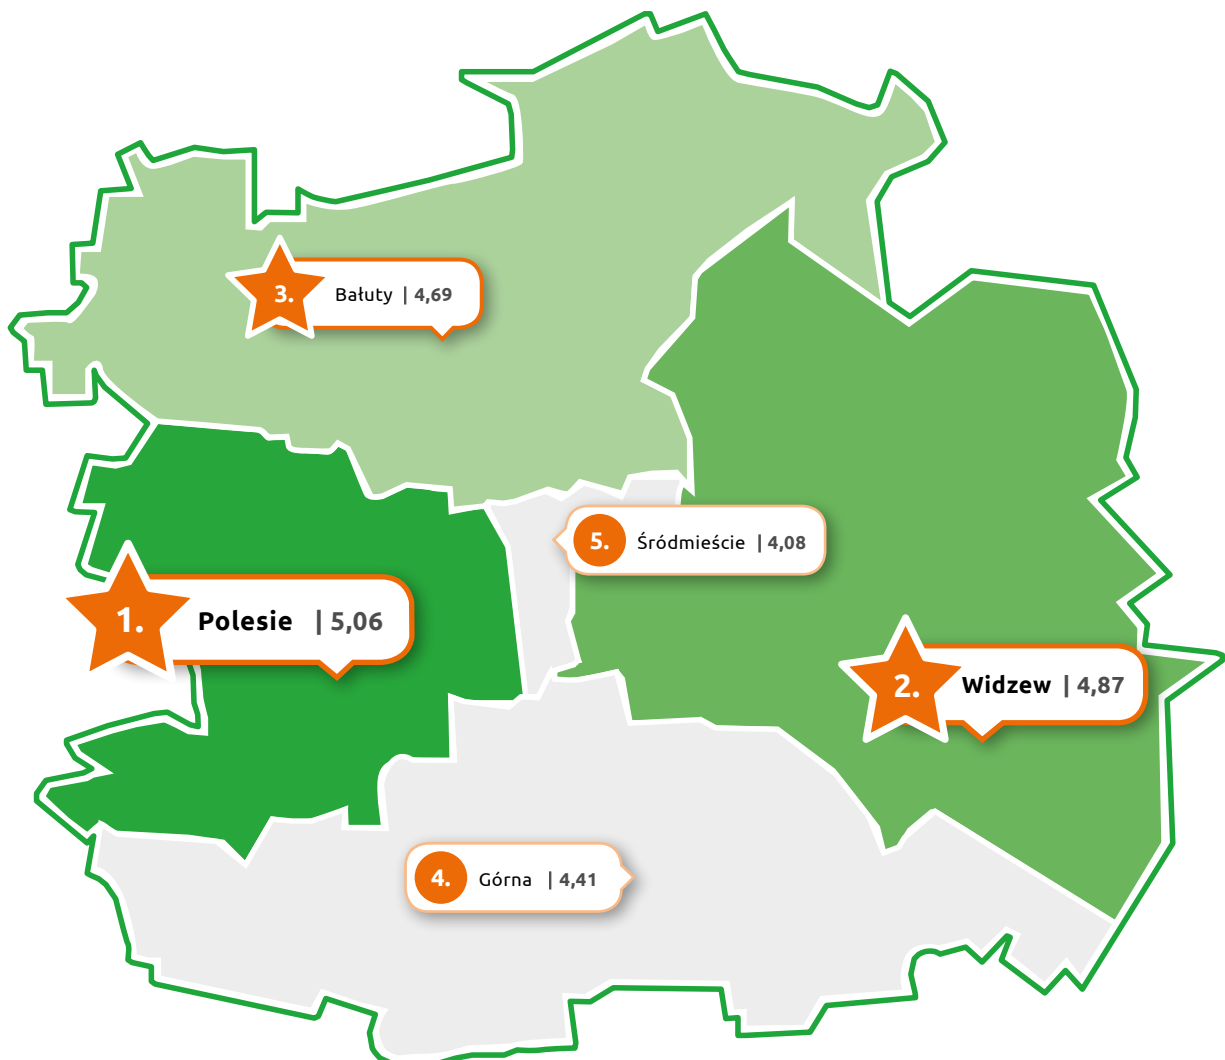 3. Bałuty | 4,69
5. Śródmieście | 4,08
1. Polesie | 5,06
2. Widzew | 4,87
4. Górna | 4,41